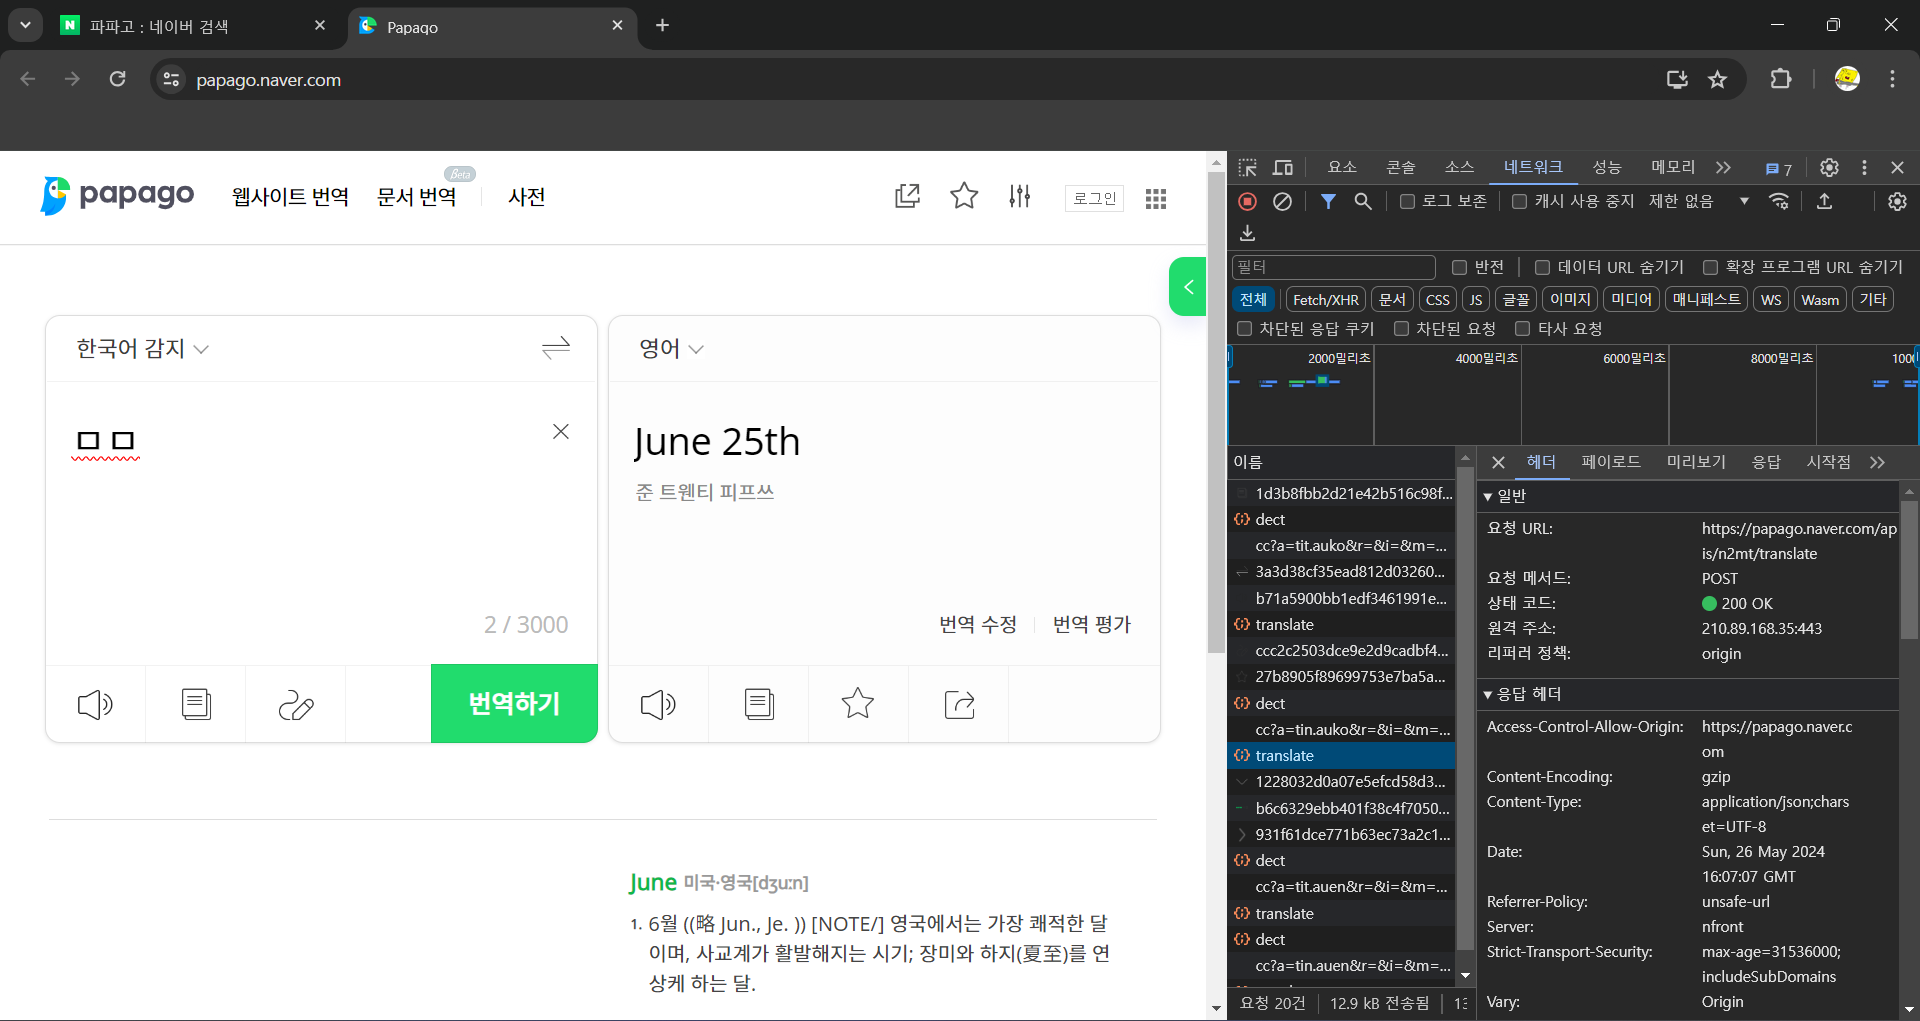 파파고 : 네이버 검색
Papago
papago.naver.com
papago
웹사이트 번역
문서 번역
Beta
사전
로그인
한국어 감지
ㅁㅁ
2 / 3000
번역하기
영어
June 25th
준 트웬티 피프쓰
번역 수정
번역 평가
June 미국·영국[dʒuːn]
1. 6월 ((略 Jun., Je. )) [NOTE/] 영국에서는 가장 쾌적한 달
이며, 사교계가 활발해지는 시기; 장미와 하지(夏至)를 연
상케 하는 달.
요소 콘솔 소스 네트워크 성능 메모리 7
로그 보존 캐시 사용 중지 제한 없음
필터 반전 데이터 URL 숨기기 확장 프로그램 URL 숨기기
전체 Fetch/XHR 문서 CSS JS 글꼴 이미지 미디어 매니페스트 WS Wasm 기타
차단된 응답 쿠키 차단된 요청 타사 요청
2000밀리초 4000밀리초 6000밀리초 8000밀리초 100
이름
1d3b8fbb2d21e42b516c98f...
dect
cc?a=tit.auko&r=&i=&m=...
3a3d38cf35ead812d03260...
b71a5900bb1edf3461991e...
translate
ccc2c2503dce9e2d9cadbf4...
27b8905f89699753e7ba5a...
dect
cc?a=tin.auko&r=&i=&m=...
translate
1228032d0a07e5efcd58d3...
b6c6329ebb401f38c4f7050...
931f61dce771b63ec73a2c1...
dect
cc?a=tit.auen&r=&i=&m=...
translate
dect
cc?a=tin.auen&r=&i=&m=...
요청 20건 12.9 kB 전송됨 13
헤더 페이로드 미리보기 응답 시작점
일반
요청 URL: https://papago.naver.com/ap
is/n2mt/translate
요청 메서드: POST
상태 코드: 200 OK
원격 주소: 210.89.168.35:443
리퍼러 정책: origin
응답 헤더
Access-Control-Allow-Origin: https://papago.naver.c
om
Content-Encoding: gzip
Content-Type: application/json;chars
et=UTF-8
Date: Sun, 26 May 2024
16:07:07 GMT
Referrer-Policy: unsafe-url
Server: nfront
Strict-Transport-Security: max-age=31536000;
includeSubDomains
Vary: Origin